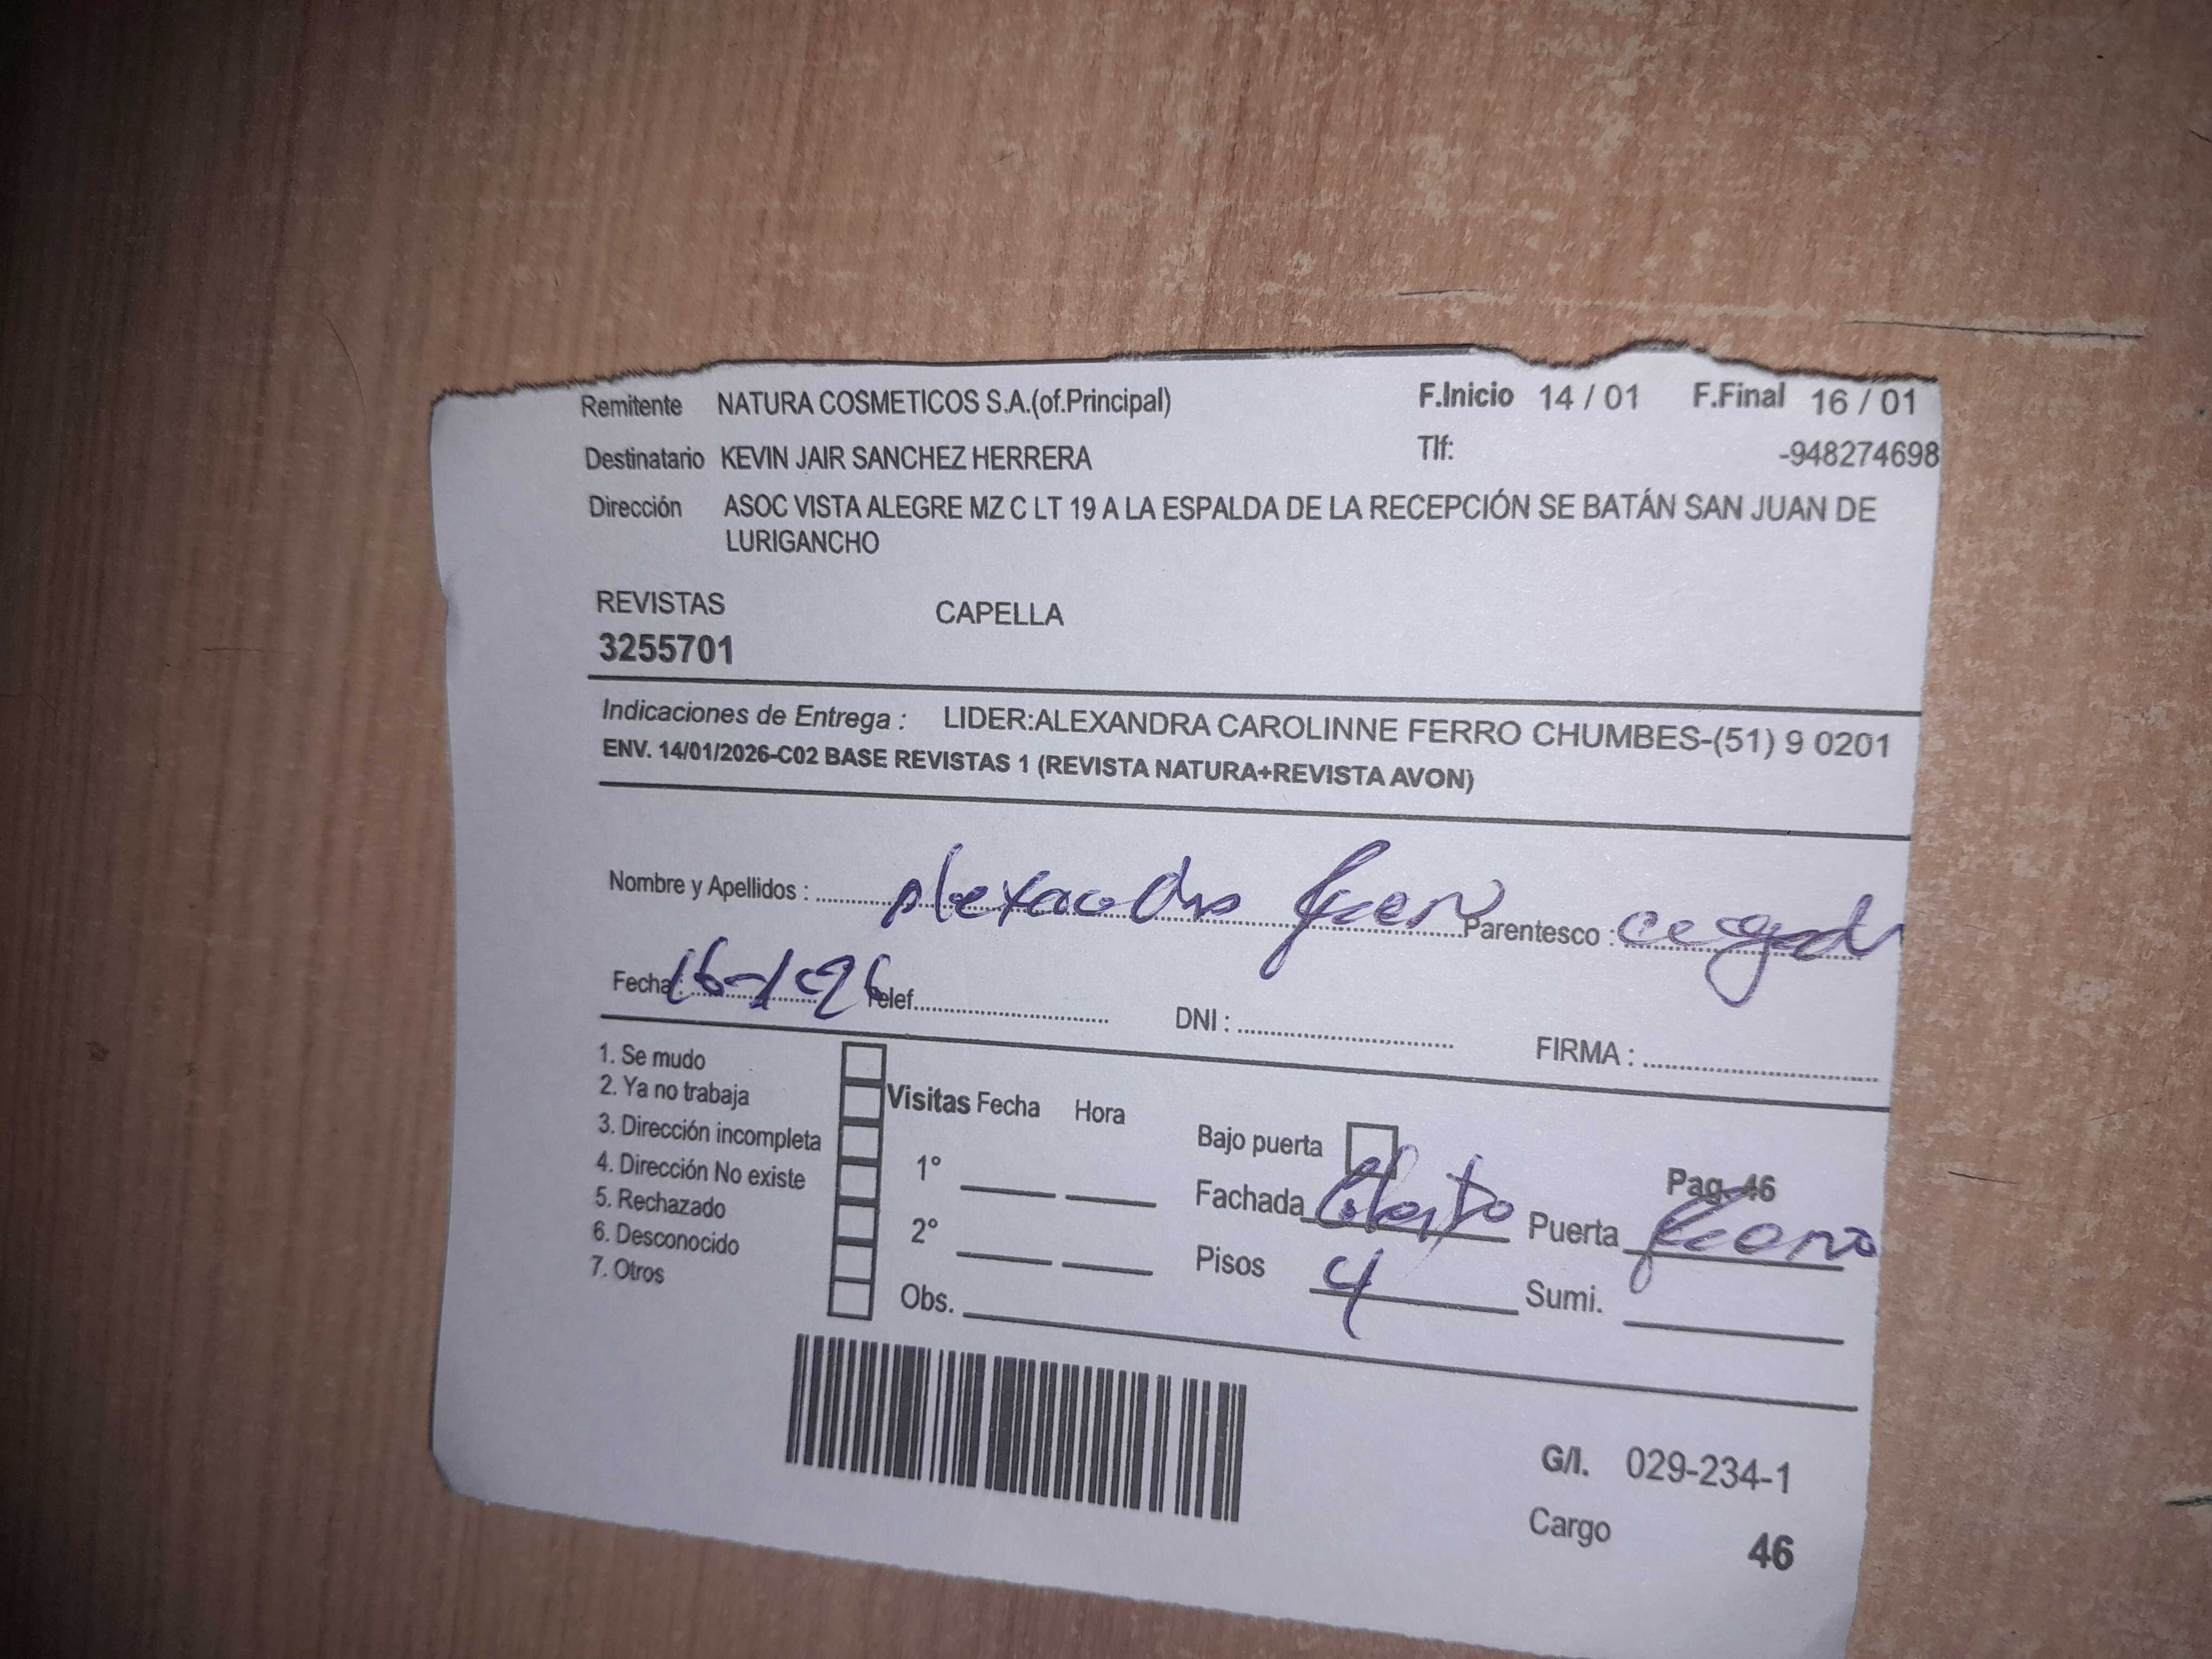 Remitente NATURA COSMETICOS S.A.(of.Principal) F.Inicio 14 / 01 F.Final 16 / 01
Destinatario KEVIN JAIR SANCHEZ HERRERA Tlf: -948274698
Dirección ASOC VISTA ALEGRE MZ C LT 19 A LA ESPALDA DE LA RECEPCIÓN SE BATÁN SAN JUAN DE
LURIGANCHO
REVISTAS CAPELLA
3255701
Indicaciones de Entrega : LIDER:ALEXANDRA CAROLINNE FERRO CHUMBES-(51) 9 0201
ENV. 14/01/2026-C02 BASE REVISTAS 1 (REVISTA NATURA+REVISTA AVON)
Nombre y Apellidos : Parentesco :
Fecha : 16-1-26 Telef. DNI : FIRMA :
1. Se mudo
2. Ya no trabaja Visitas Fecha Hora
3. Dirección incompleta Bajo puerta
4. Dirección No existe 1° Fachada Puerta Pag. 46
5. Rechazado
6. Desconocido 2° Pisos 4 Sumi.
7. Otros Obs.
G/I. 029-234-1
Cargo 46